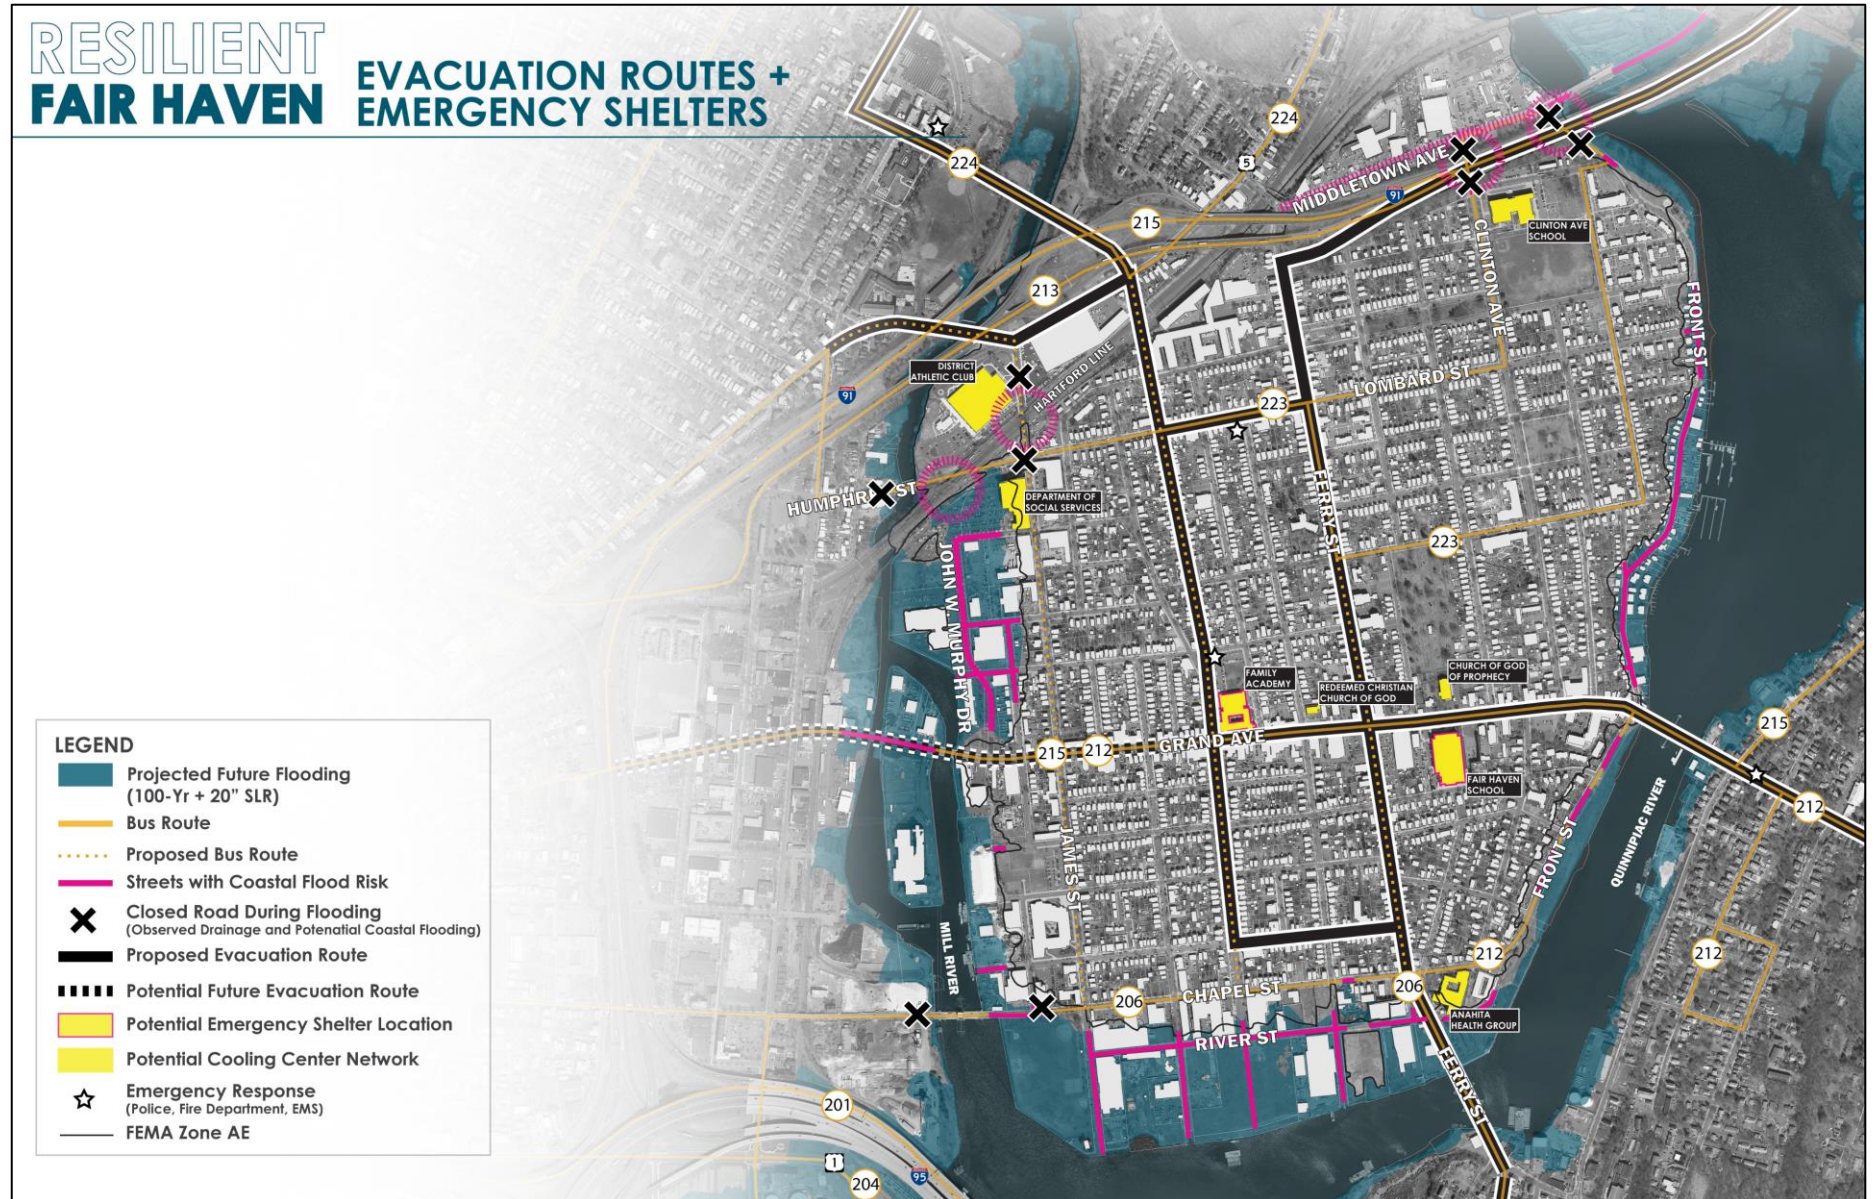 RESILIENT
FAIR HAVEN
EVACUATION ROUTES +
EMERGENCY SHELTERS
224
224
5
MIDDLETOWN AVE
91
215
213
CLINTON AVE
SCHOOL
CLINTON AVE
FRONT ST
DISTRICT
ATHLETIC CLUB
HARTFORD LINE
91
LOMBARD ST
223
HUMPHR ST
DEPARTMENT OF
SOCIAL SERVICES
FERRY ST
223
JOHN W. MURPHY DR
FAMILY
ACADEMY
REDEEMED CHRISTIAN
CHURCH OF GOD
CHURCH OF GOD
OF PROPHECY
215
212
GRAND AVE
FAIR HAVEN
SCHOOL
215
212
QUINNIPIAC RIVER
FRONT ST
JAMES ST
MILL RIVER
212
212
206
CHAPEL ST
206
ANAHITA
HEALTH GROUP
RIVER ST
FERRY ST
201
1
204
95
LEGEND
Projected Future Flooding
(100-Yr + 20" SLR)
Bus Route
Proposed Bus Route
Streets with Coastal Flood Risk
Closed Road During Flooding
(Observed Drainage and Potenatial Coastal Flooding)
Proposed Evacuation Route
Potential Future Evacuation Route
Potential Emergency Shelter Location
Potential Cooling Center Network
Emergency Response
(Police, Fire Department, EMS)
FEMA Zone AE